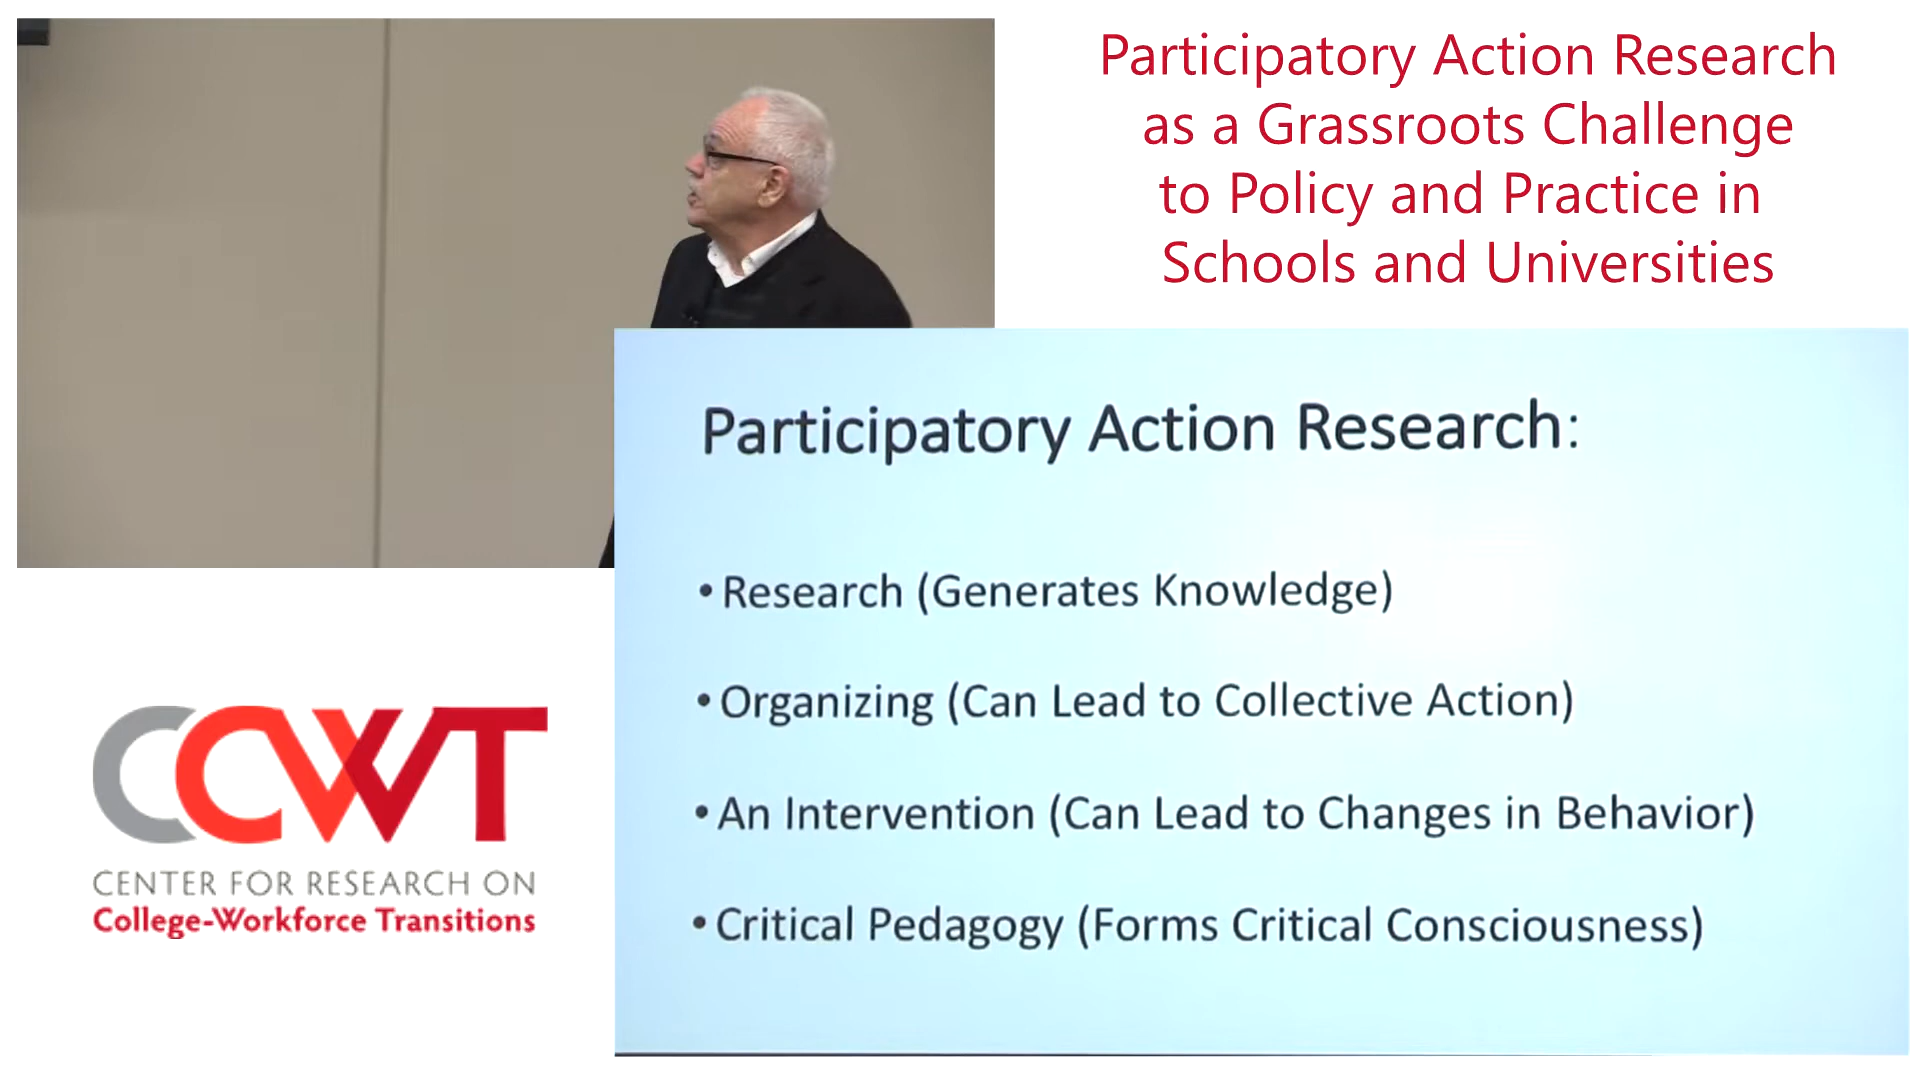 Participatory Action Research
as a Grassroots Challenge
to Policy and Practice in
Schools and Universities
Participatory Action Research:
• Research (Generates Knowledge)
• Organizing (Can Lead to Collective Action)
• An Intervention (Can Lead to Changes in Behavior)
• Critical Pedagogy (Forms Critical Consciousness)
CCWT
CENTER FOR RESEARCH ON
College-Workforce Transitions